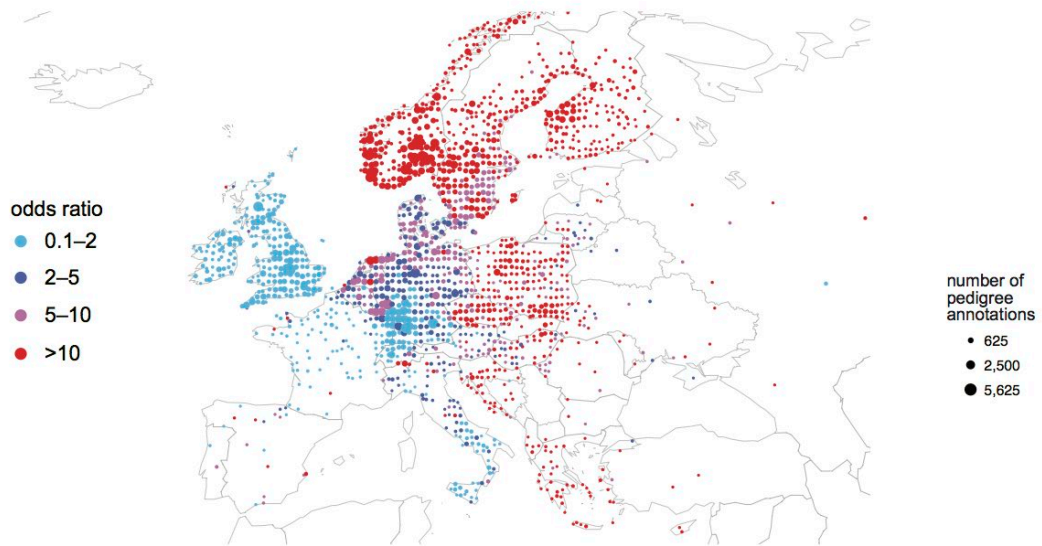 odds ratio
0.1–2
2–5
5–10
>10
number of
pedigree
annotations
625
2,500
5,625